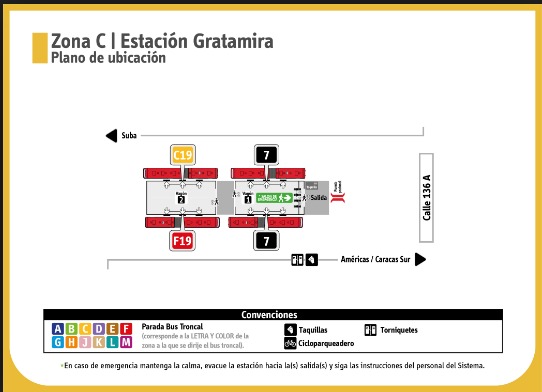 Zona C | Estación Gratamira
Plano de ubicación
Suba
C19
7
Vagón
2
Vagón
1
Salida
F19
7
Calle 136 A
Américas / Caracas Sur
Convenciones
A B C D E F
G H J K L M
Parada Bus Troncal
(corresponde a la LETRA Y COLOR de la
zona a la que se dirije el bus troncal).
Taquillas
Cicloparqueadero
Torniquetes
•En caso de emergencia mantenga la calma, evacue la estación hacia la(s) salida(s) y siga las instrucciones del personal del Sistema.